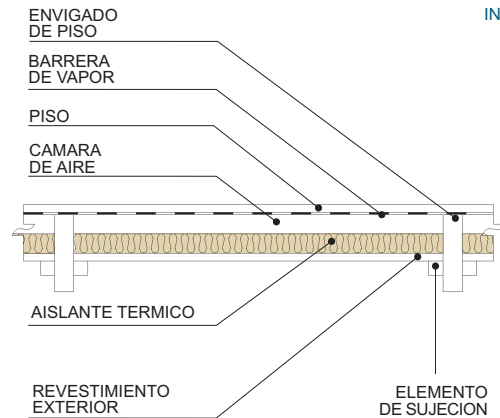 ENVIGADO
DE PISO
IN
BARRERA
DE VAPOR
PISO
CAMARA
DE AIRE
AISLANTE TERMICO
REVESTIMIENTO
EXTERIOR
ELEMENTO
DE SUJECION